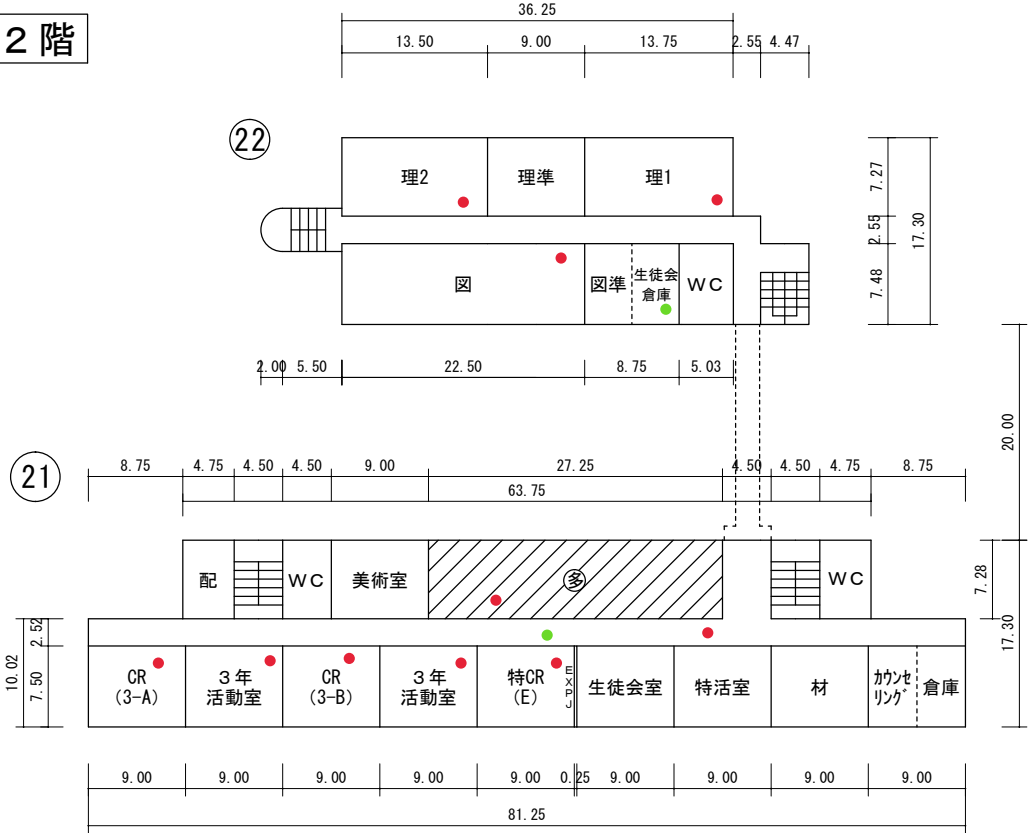 ２階
36.25
13.50 9.00 13.75 2.55 4.47
22
理2 理準 理1
7.27
2.55
7.48
17.30
図 図準 生徒会
倉庫 ＷＣ
2.00 5.50 22.50 8.75 5.03
20.00
21
8.75 4.75 4.50 4.50 9.00 27.25 4.50 4.50 4.75 8.75
63.75
配 ＷＣ 美術室 多 ＷＣ
7.28
17.30
2.52
7.50
10.02
CR
(3-A)
３年
活動室
CR
(3-B)
３年
活動室
特CR
(E)
EXPJ
生徒会室
特活室
材
ｶｳﾝｾ
ﾘﾝｸﾞ
倉庫
9.00 9.00 9.00 9.00 9.00 0.25 9.00 9.00 9.00 9.00
81.25